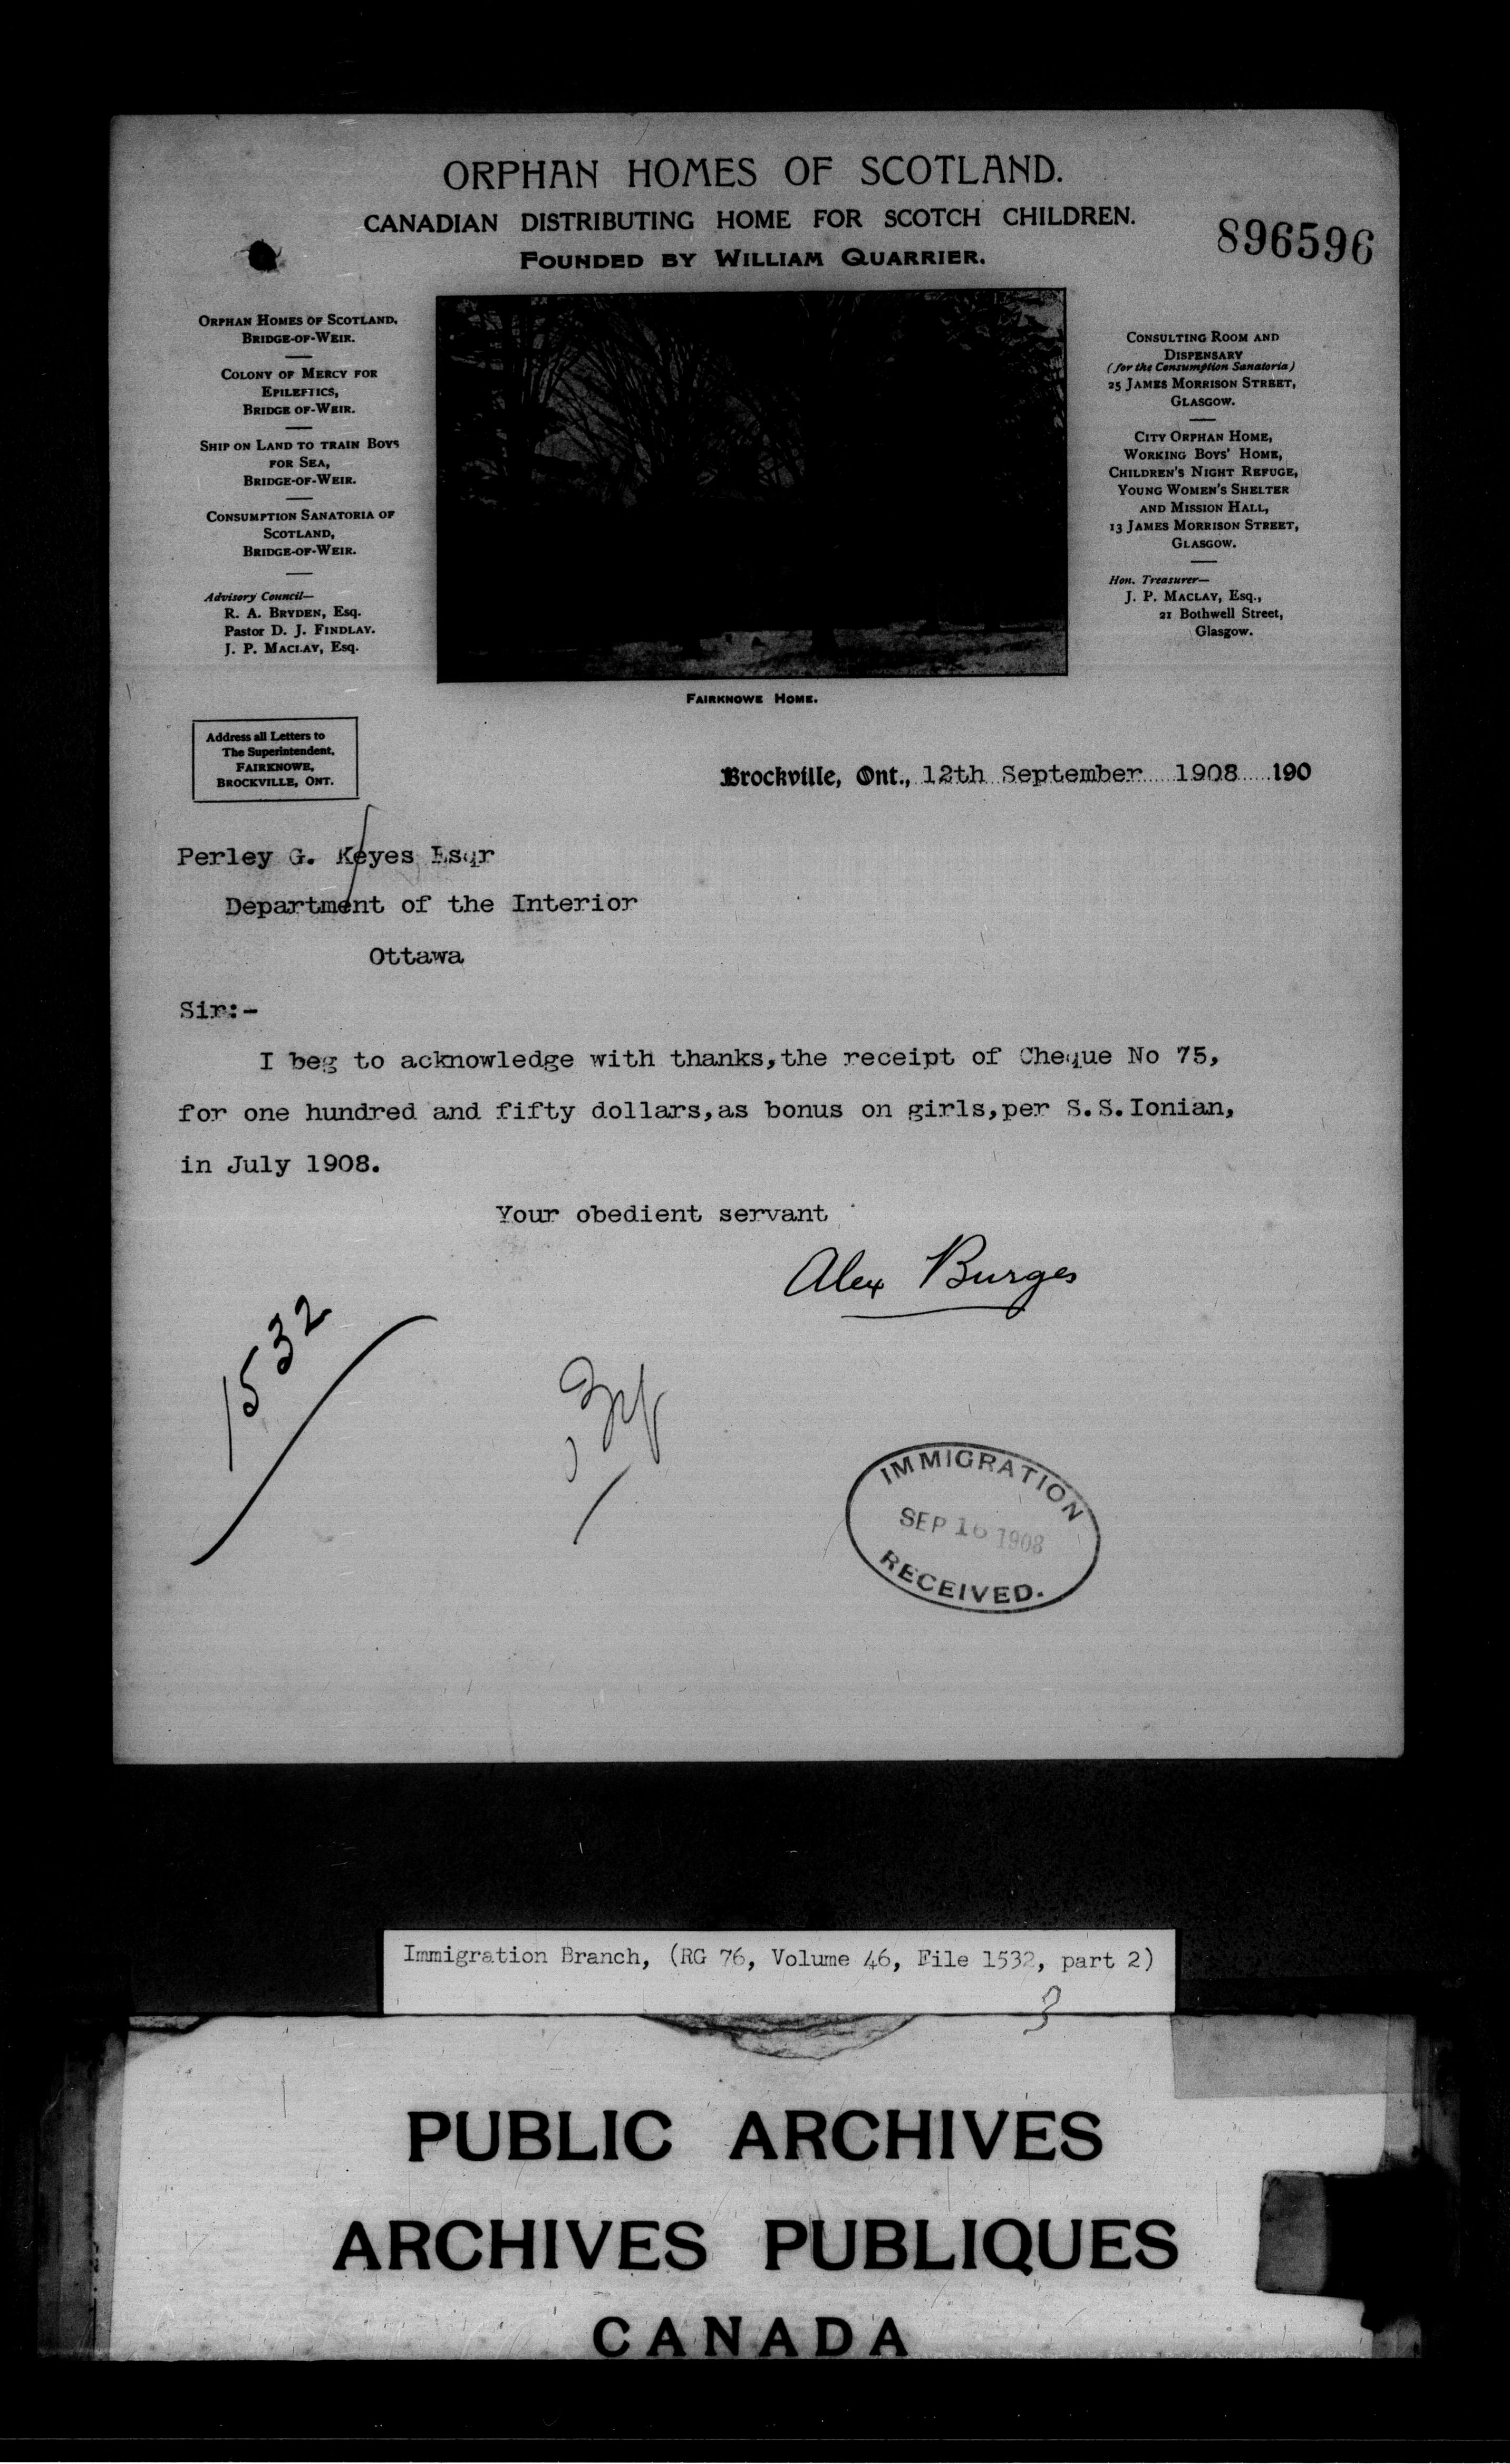 ORPHAN HOMES OF SCOTLAND.
CANADIAN DISTRIBUTING HOME FOR SCOTCH CHILDREN.
FOUNDED BY WILLIAM QUARRIER.
896596
ORPHAN HOMES OF SCOTLAND,
BRIDGE-OF-WEIR.
COLONY OF MERCY FOR
EPILEPTICS,
BRIDGE OF-WEIR.
SHIP ON LAND TO TRAIN BOYS
FOR SEA,
BRIDGE-OF-WEIR.
CONSUMPTION SANATORIA OF
SCOTLAND,
BRIDGE-OF-WEIR.
Advisory Council—
R. A. BRYDEN, Esq.
Pastor D. J. FINDLAY.
J. P. MACLAY, Esq.
CONSULTING ROOM AND
DISPENSARY
(for the Consumption Sanatoria)
25 JAMES MORRISON STREET,
GLASGOW.
CITY ORPHAN HOME,
WORKING BOYS' HOME,
CHILDREN'S NIGHT REFUGE,
YOUNG WOMEN'S SHELTER
AND MISSION HALL,
13 JAMES MORRISON STREET,
GLASGOW.
Hon. Treasurer—
J. P. MACLAY, Esq.,
21 Bothwell Street,
Glasgow.
FAIRKNOWE HOME.
Address all Letters to
The Superintendent,
FAIRKNOWE,
BROCKVILLE, ONT.
Brockville, Ont., 12th September 1908 190
Perley G. Keyes Esqr
Department of the Interior
Ottawa
Sir:-
I beg to acknowledge with thanks,the receipt of Cheque No 75,
for one hundred and fifty dollars,as bonus on girls,per S.S.Ionian,
in July 1908.
Your obedient servant
Alex Burges
1532
IMMIGRATION
SEP 16 1908
RECEIVED.
Immigration Branch, (RG 76, Volume 46, File 1532, part 2)
3
PUBLIC ARCHIVES
ARCHIVES PUBLIQUES
CANADA